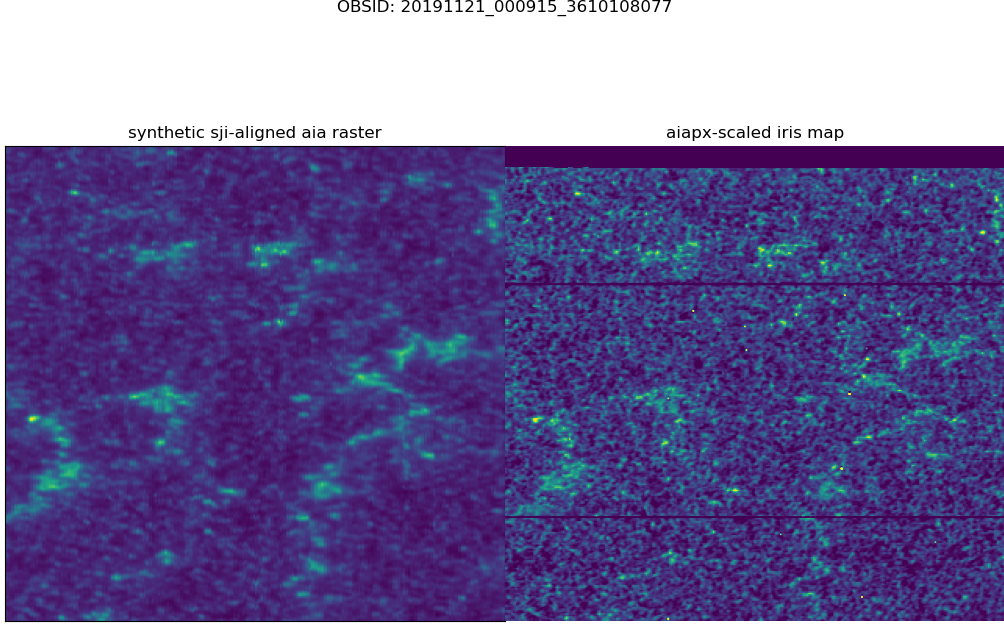 OBSID: 20191121_000915_3610108077
synthetic sji-aligned aia raster
aiapx-scaled iris map